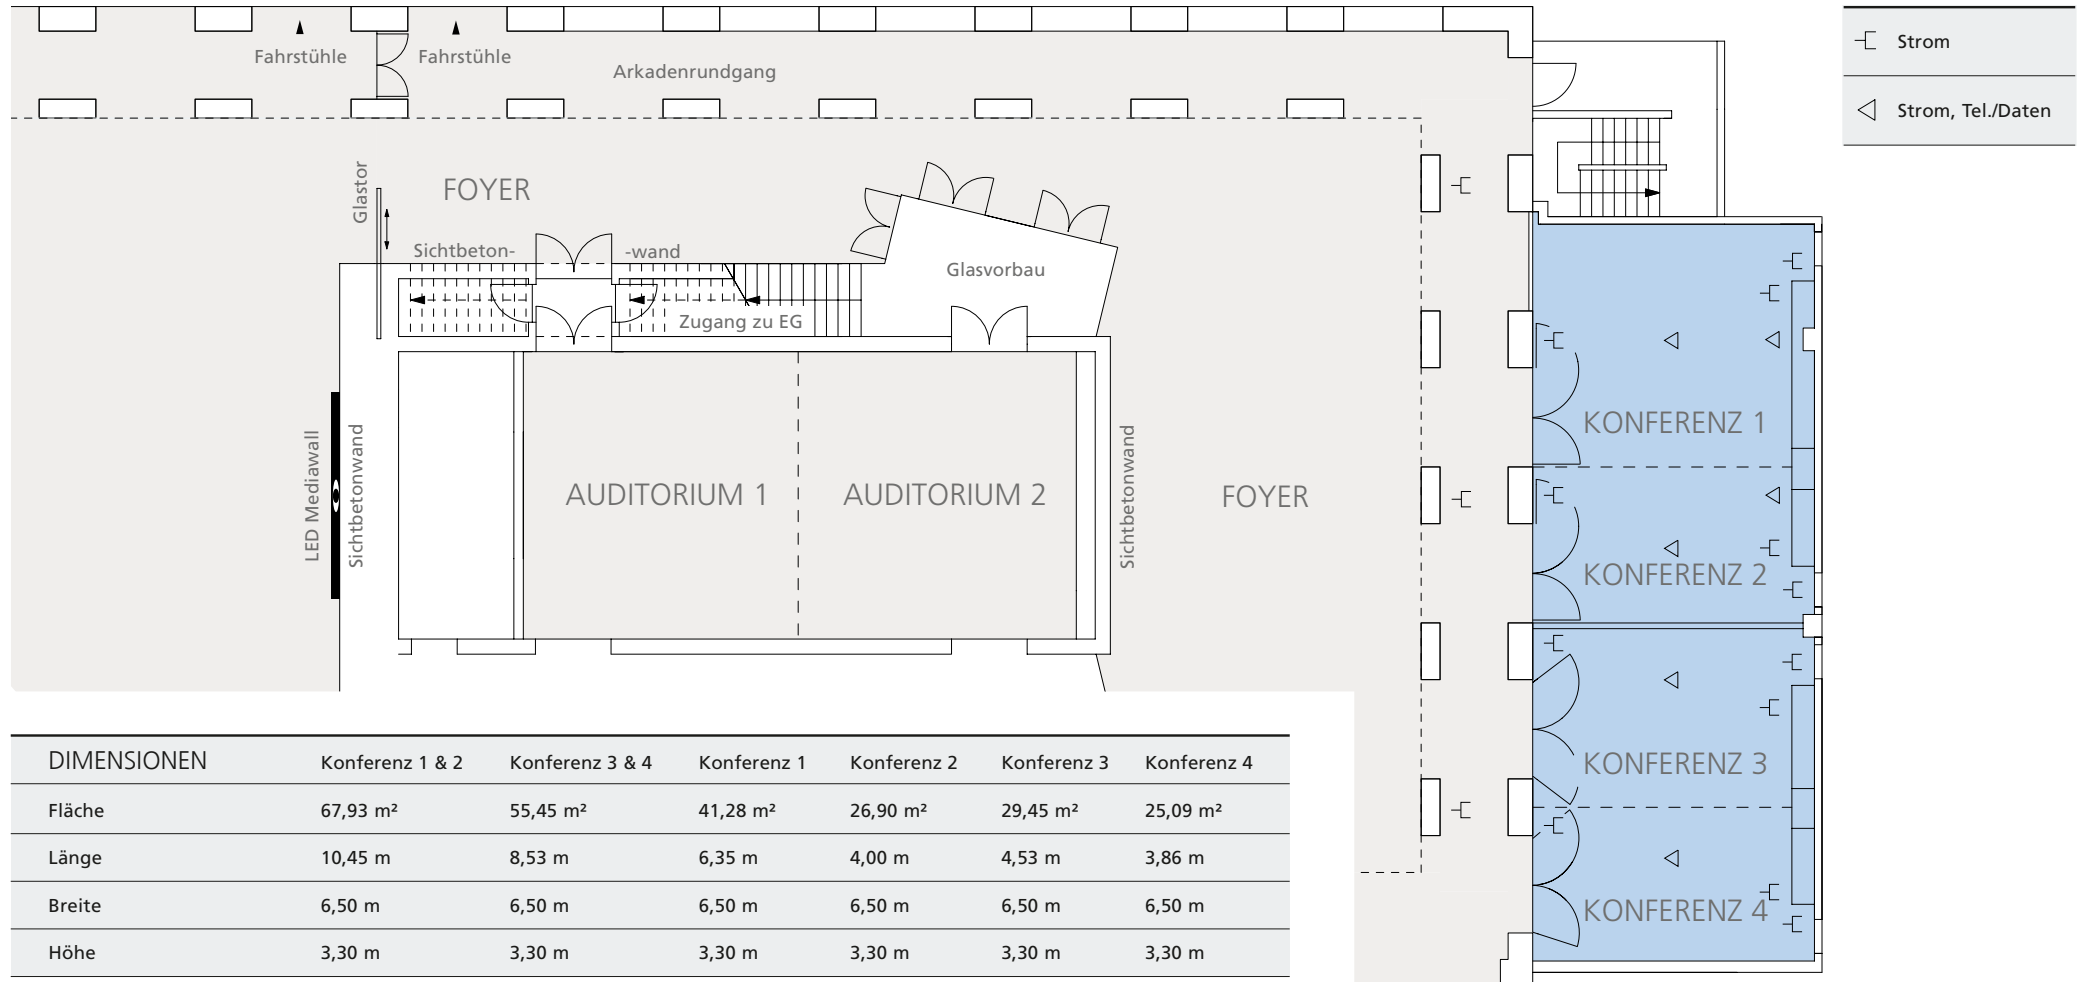 Fahrstühle
Fahrstühle
Arkadenrundgang
Strom
Strom, Tel./Daten
Glastor
FOYER
Sichtbeton-
-wand
Glasvorbau
Zugang zu EG
LED Mediawall
Sichtbetonwand
AUDITORIUM 1
AUDITORIUM 2
Sichtbetonwand
FOYER
KONFERENZ 1
KONFERENZ 2
KONFERENZ 3
KONFERENZ 4
DIMENSIONEN Konferenz 1 & 2 Konferenz 3 & 4 Konferenz 1 Konferenz 2 Konferenz 3 Konferenz 4
Fläche 67,93 m² 55,45 m² 41,28 m² 26,90 m² 29,45 m² 25,09 m²
Länge 10,45 m 8,53 m 6,35 m 4,00 m 4,53 m 3,86 m
Breite 6,50 m 6,50 m 6,50 m 6,50 m 6,50 m 6,50 m
Höhe 3,30 m 3,30 m 3,30 m 3,30 m 3,30 m 3,30 m